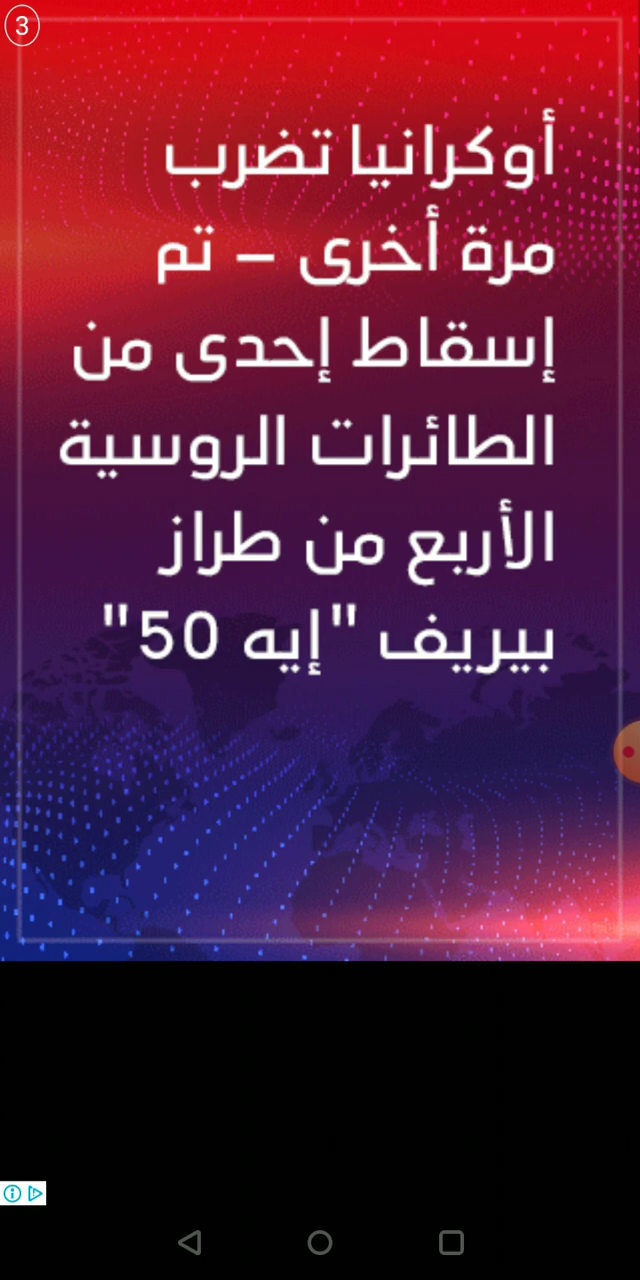 3
أوكرانيا تضرب
مرة أخرى – تم
إسقاط إحدى من
الطائرات الروسية
الأربع من طراز
بيريف "إيه 50"